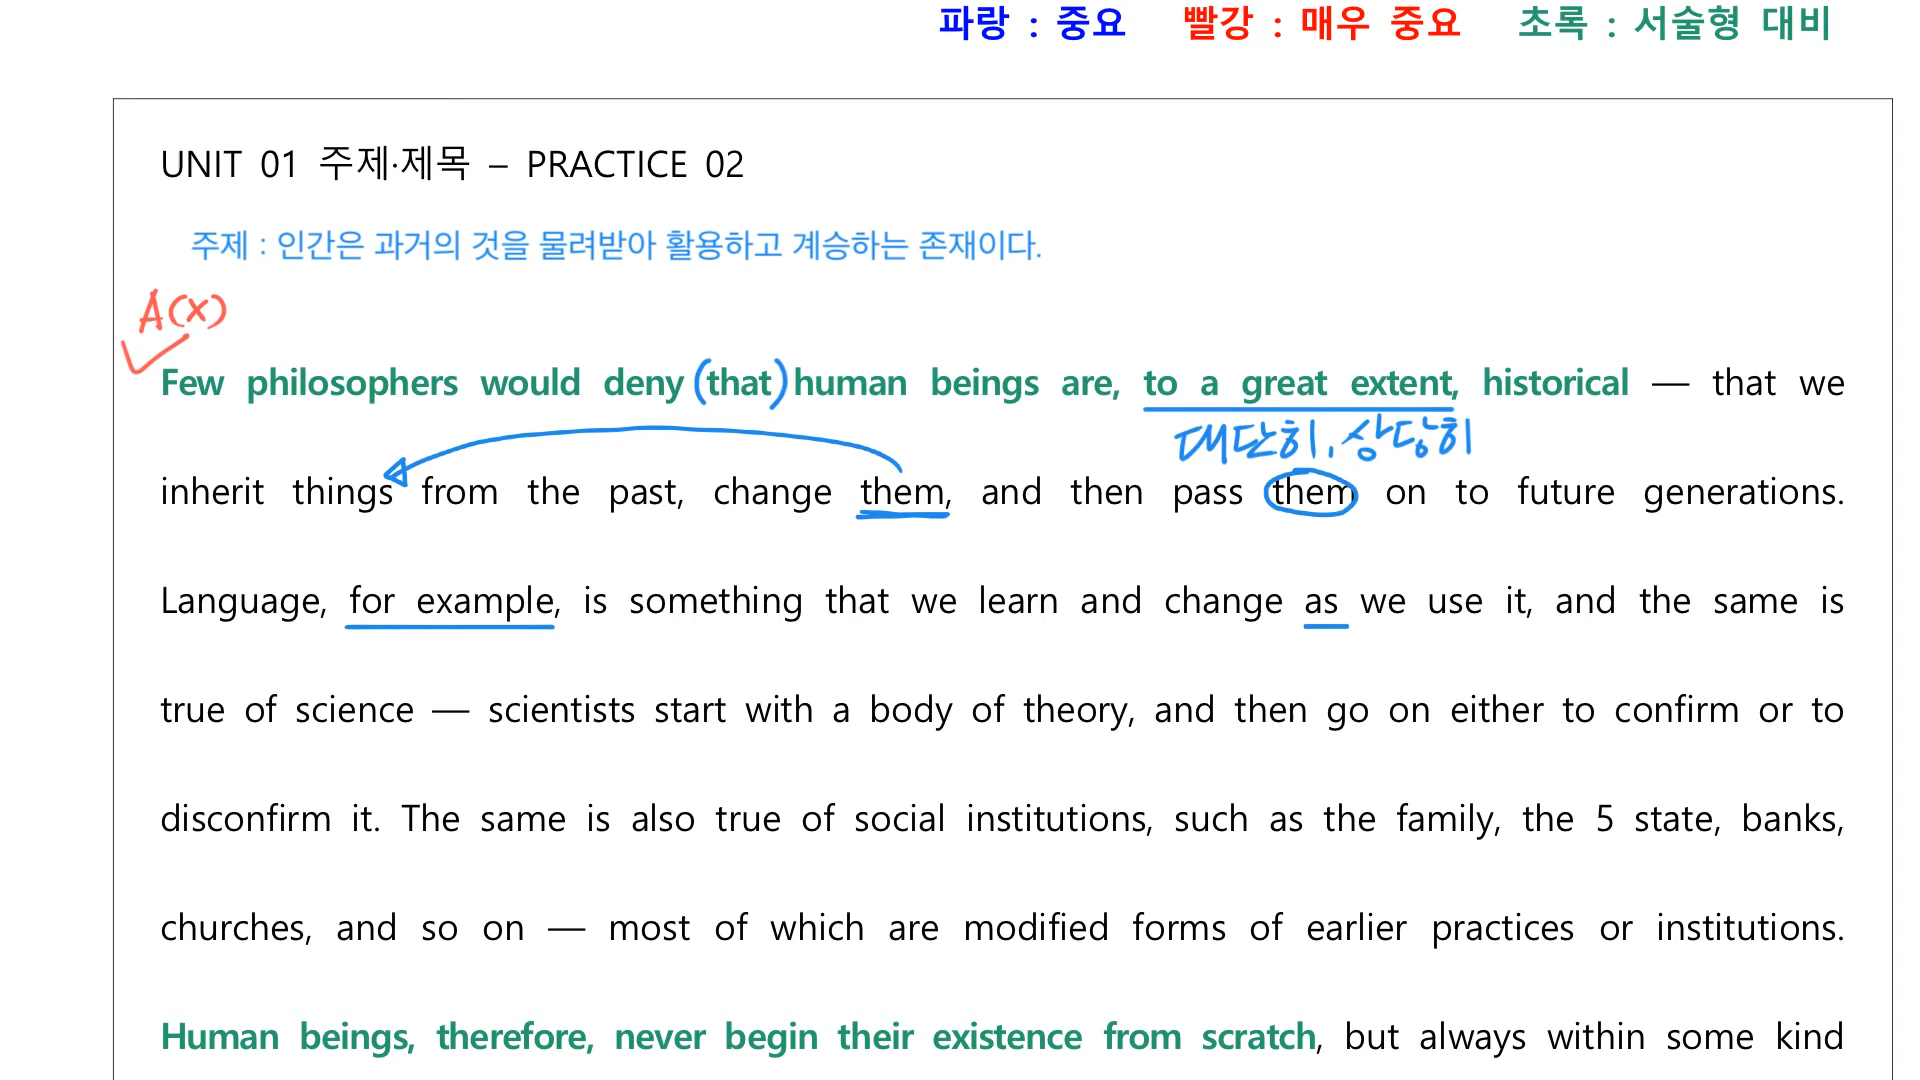 파랑 : 중요 빨강 : 매우 중요 초록 : 서술형 대비
UNIT 01 주제·제목 – PRACTICE 02
주제 : 인간은 과거의 것을 물려받아 활용하고 계승하는 존재이다.
A(X)
Few philosophers would deny (that) human beings are, to a great extent, historical — that we
대단히, 상당히
inherit things from the past, change them, and then pass them on to future generations.
Language, for example, is something that we learn and change as we use it, and the same is
true of science — scientists start with a body of theory, and then go on either to confirm or to
disconfirm it. The same is also true of social institutions, such as the family, the 5 state, banks,
churches, and so on — most of which are modified forms of earlier practices or institutions.
Human beings, therefore, never begin their existence from scratch, but always within some kind